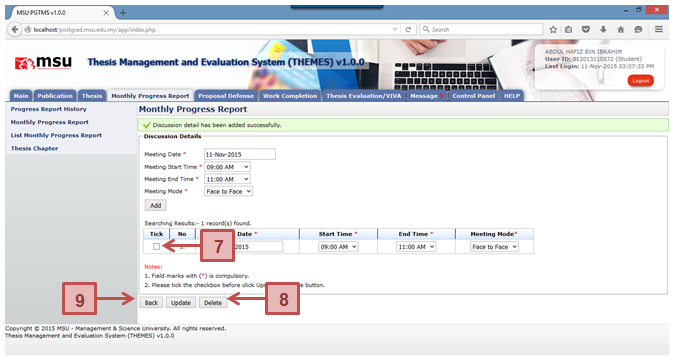 MSU PGTMS v1.0.0
localhost/postgrad.msu.edu.my/app/index.php
Search
msu
Thesis Management and Evaluation System (THEMES) v1.0.0
ABDUL HAFIZ BIN IBRAHIM
User ID: 012013110572 (Student)
Last Login: 11-Nov-2015 03:07:33 PM
Logout
Main Publication Thesis Monthly Progress Report Proposal Defense Work Completion Thesis Evaluation/VIVA Message Control Panel HELP
Progress Report History
Monthly Progress Report
List Monthly Progress Report
Thesis Chapter
Monthly Progress Report
Discussion detail has been added successfully.
Discussion Details
Meeting Date * 11-Nov-2015
Meeting Start Time * 09:00 AM
Meeting End Time * 11:00 AM
Meeting Mode * Face to Face
Add
Searching Results:- 1 record(s) found.
Tick No Date * Start Time * End Time * Meeting Mode*
2015 09:00 AM 11:00 AM Face to Face
7
Notes:
1. Field marks with (*) is compulsory.
2. Please tick the checkbox before click Up e button.
9
Back Update Delete
8
Copyright © 2015 MSU - Management & Science University. All rights reserved.
Thesis Management and Evaluation System (THEMES) v1.0.0